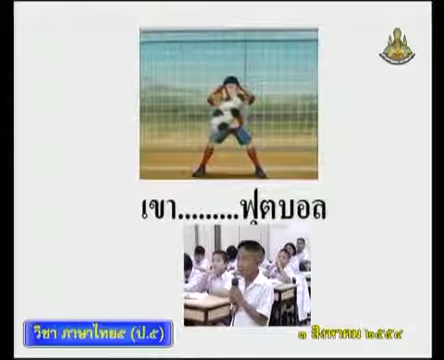 เขา.........ฟุตบอล
วิชา ภาษาไทย๕ (ป.๕)
๑ สิงหาคม ๒๕๕๔